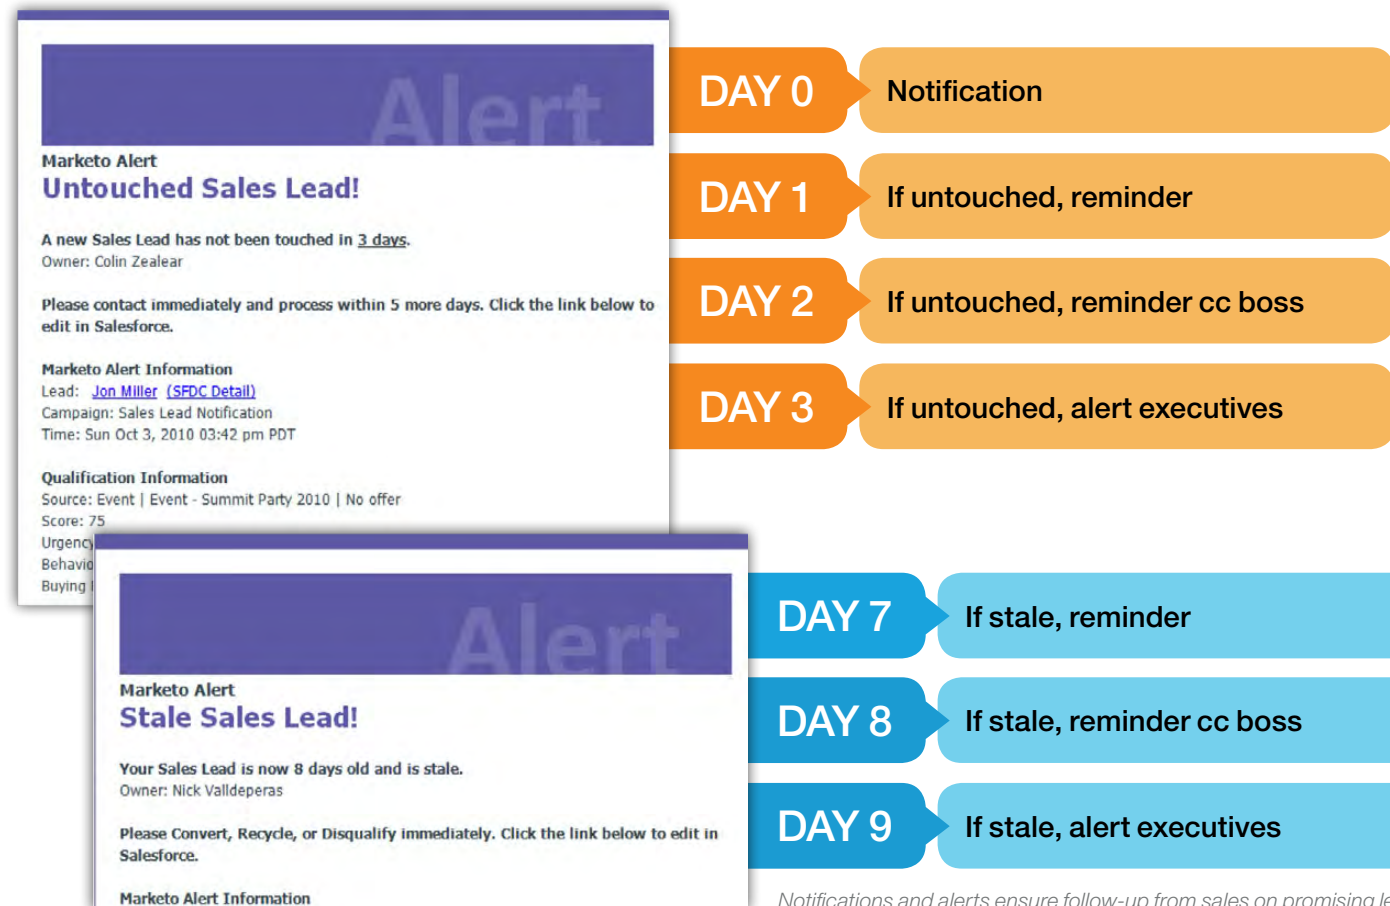 Alert
Marketo Alert
Untouched Sales Lead!
A new Sales Lead has not been touched in 3 days.
Owner: Colin Zealear
Please contact immediately and process within 5 more days. Click the link below to
edit in Salesforce.
Marketo Alert Information
Lead: Jon Miller (SFDC Detail)
Campaign: Sales Lead Notification
Time: Sun Oct 3, 2010 03:42 pm PDT
Qualification Information
Source: Event | Event - Summit Party 2010 | No offer
Score: 75
Urgency
Behavio
Buying
DAY 0 Notification
DAY 1 If untouched, reminder
DAY 2 If untouched, reminder cc boss
DAY 3 If untouched, alert executives
Alert
Marketo Alert
Stale Sales Lead!
Your Sales Lead is now 8 days old and is stale.
Owner: Nick Valldeperas
Please Convert, Recycle, or Disqualify immediately. Click the link below to edit in
Salesforce.
Marketo Alert Information
DAY 7 If stale, reminder
DAY 8 If stale, reminder cc boss
DAY 9 If stale, alert executives
Notifications and alerts ensure follow-up from sales on promising le